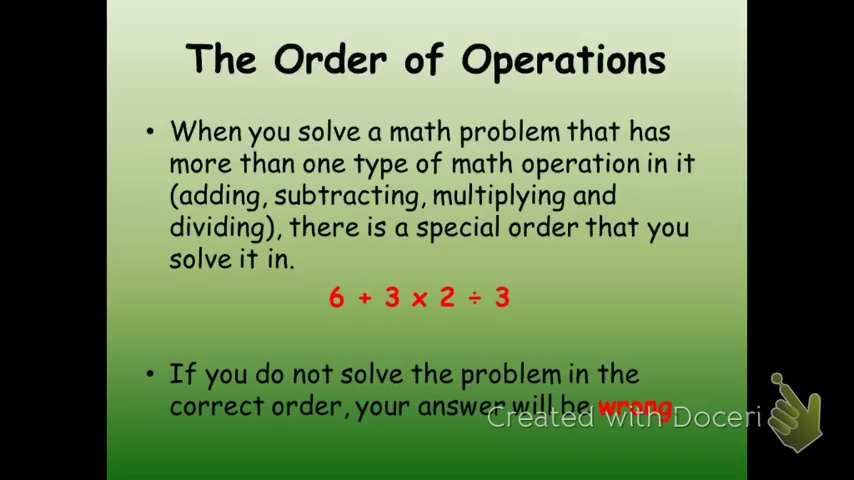 The Order of Operations
• When you solve a math problem that has
more than one type of math operation in it
(adding, subtracting, multiplying and
dividing), there is a special order that you
solve it in.
6 + 3 x 2 ÷ 3
• If you do not solve the problem in the
correct order, your answer will be wrong.
Created with Doceri